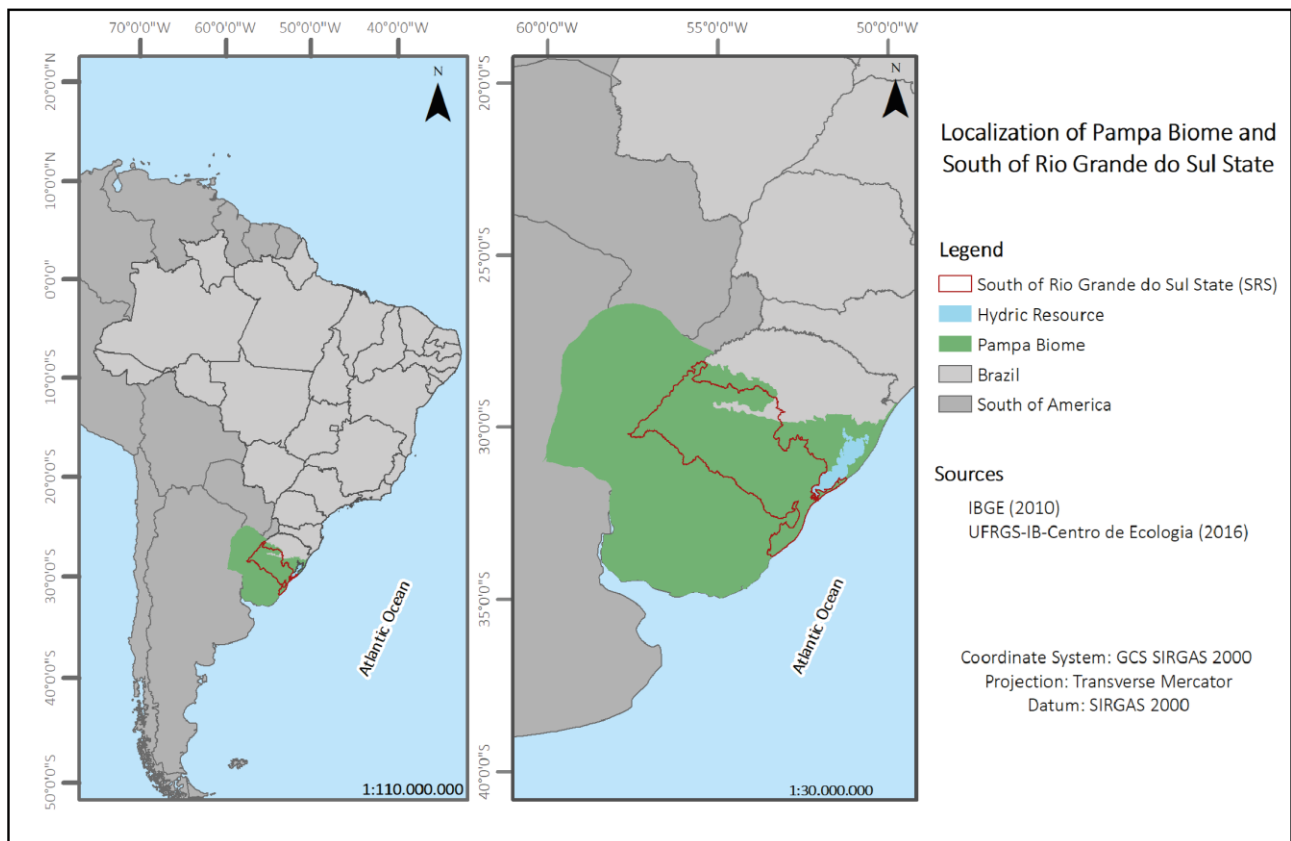 70°0'0"W 60°0'0"W 50°0'0"W 40°0'0"W
20°0'0"N
10°0'0"N
0°0'0"
10°0'0"S
20°0'0"S
30°0'0"S
40°0'0"S
50°0'0"S
N
Atlantic Ocean
1:110.000.000
60°0'0"W 55°0'0"W 50°0'0"W
20°0'0"S
25°0'0"S
30°0'0"S
35°0'0"S
40°0'0"S
N
Atlantic Ocean
1:30.000.000
Localization of Pampa Biome and
South of Rio Grande do Sul State
Legend
South of Rio Grande do Sul State (SRS)
Hydric Resource
Pampa Biome
Brazil
South of America
Sources
IBGE (2010)
UFRGS-IB-Centro de Ecologia (2016)
Coordinate System: GCS SIRGAS 2000
Projection: Transverse Mercator
Datum: SIRGAS 2000